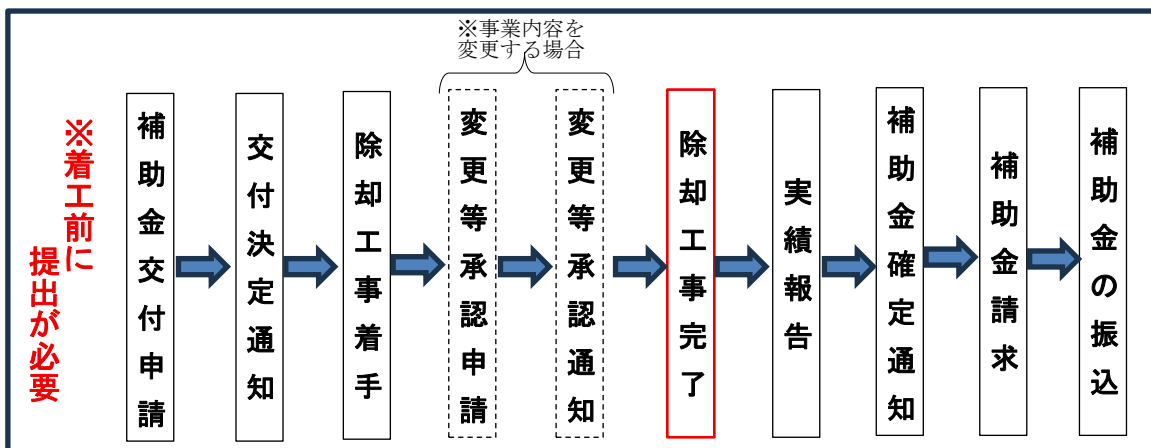 ※着工前に
提出が必要
補助金交付申請
交付決定通知
除却工事着手
※事業内容を
変更する場合
変更等承認申請
変更等承認通知
除却工事完了
実績報告
補助金確定通知
補助金請求
補助金の振込